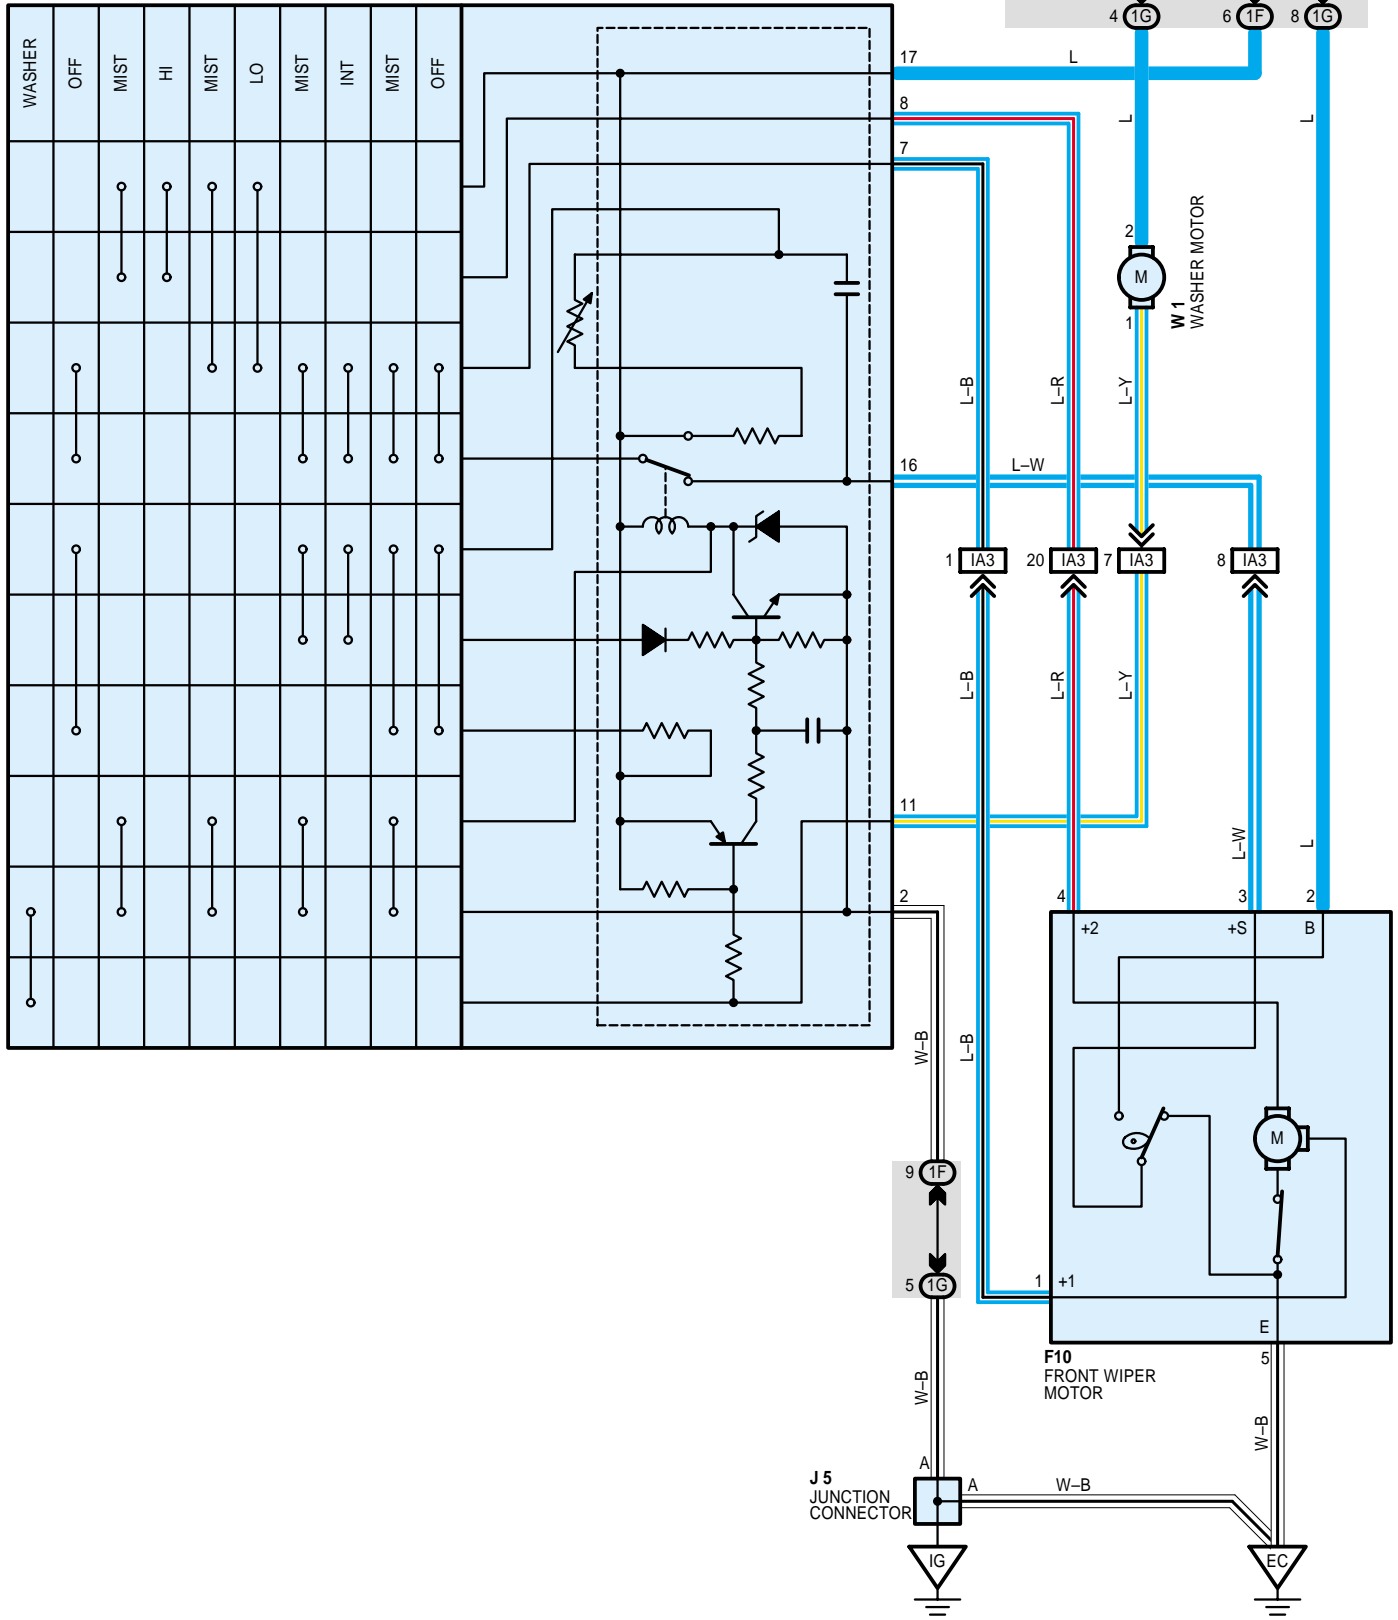 4 1G 6 1F 8 1G
WASHER OFF MIST HI MIST LO MIST INT MIST OFF
17 L
8
L L
7
2
M
W 1
WASHER MOTOR
1
L–B L–R L–Y
16 L–W
1 IA3 20 IA3 7 IA3 8 IA3
L–B L–R L–Y
11
L–W L
2 4 3 2
+2 +S B
W–B L–B
M
9 1F
5 1G
1 +1
E
F10
FRONT WIPER
MOTOR
5
W–B W–B
A
J 5
JUNCTION
CONNECTOR
A W–B
IG EC